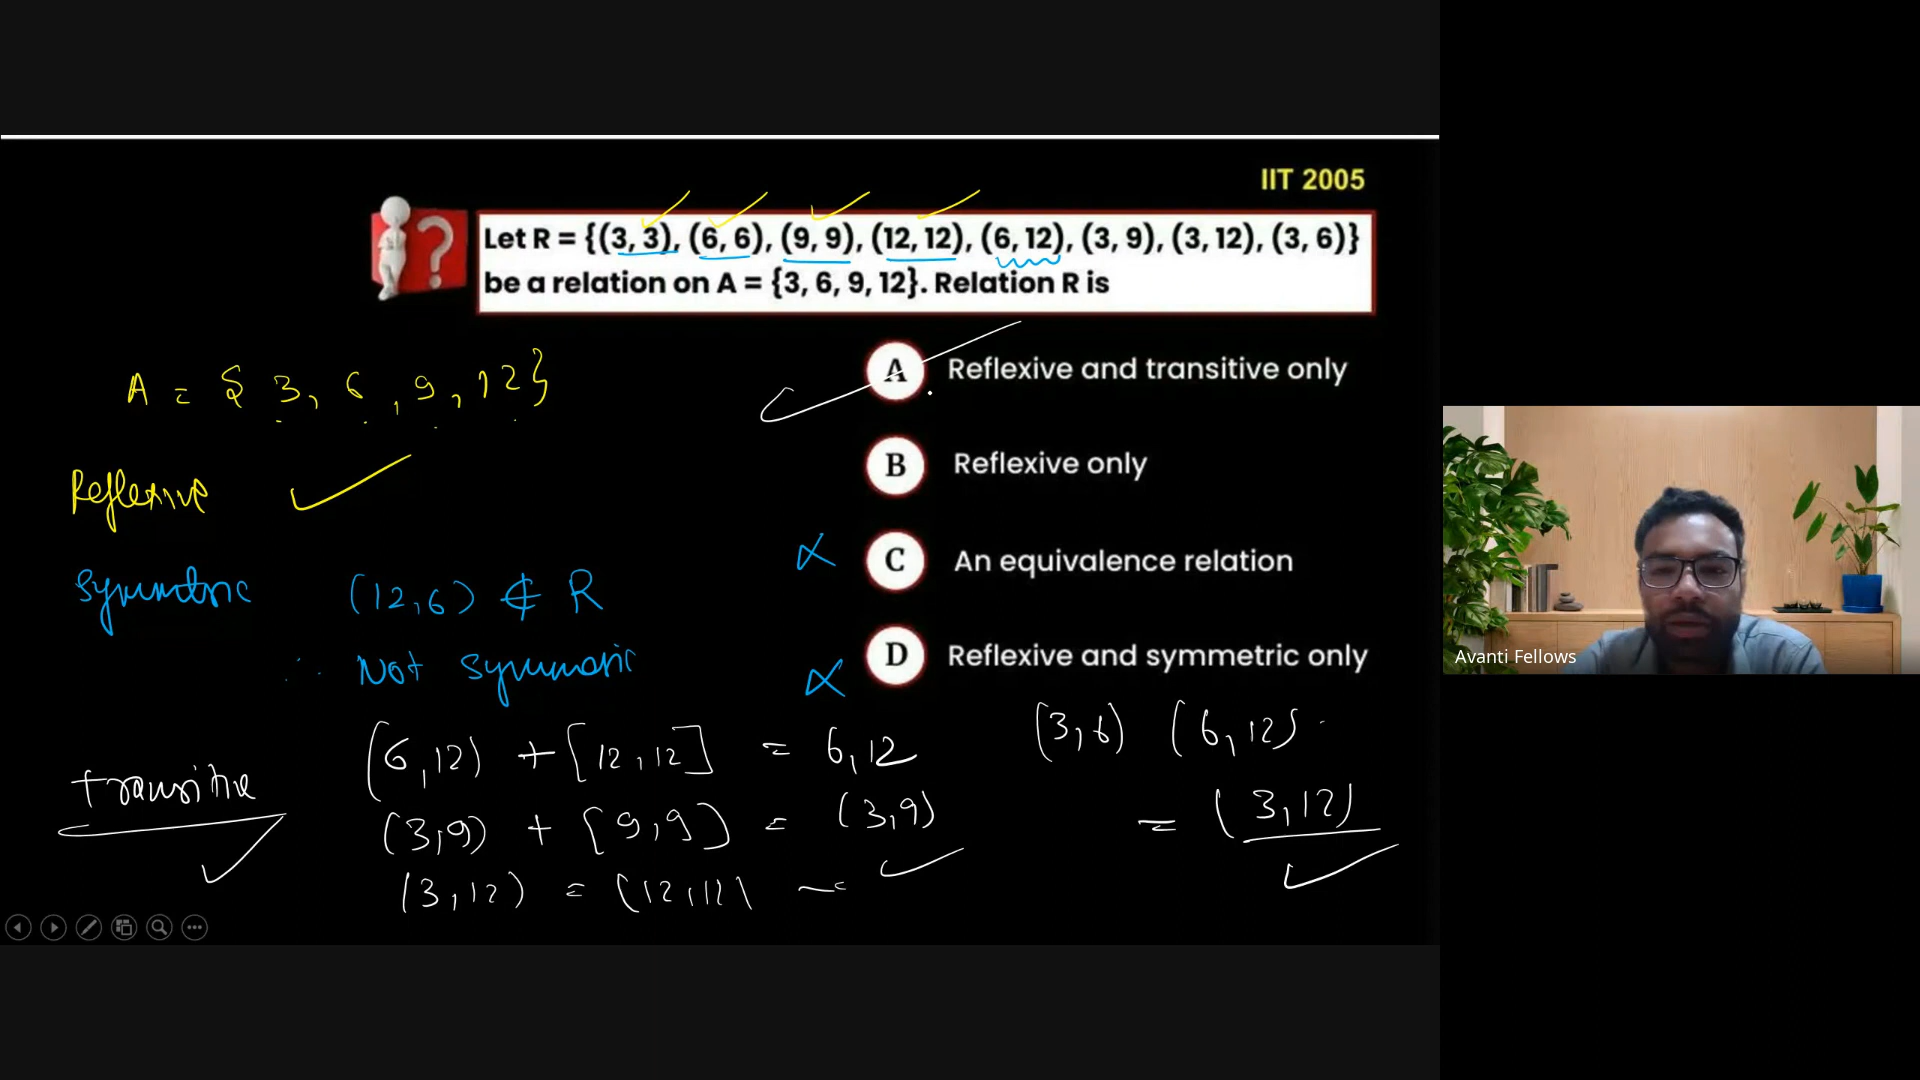 IIT 2005
Let R = {(3, 3), (6, 6), (9, 9), (12, 12), (6, 12), (3, 9), (3, 12), (3, 6)}
be a relation on A = {3, 6, 9, 12}. Relation R is
A Reflexive and transitive only
B Reflexive only
C An equivalence relation
D Reflexive and symmetric only
A = { 3, 6, 9, 12}
Reflexive
Symmetric (12,6) ∉ R
∴ Not Symmetric
Transitive
(6,12) + [12,12] = 6,12
(3,9) + [9,9] = (3,9)
(3,12) = (12,12)
(3,6) (6,12)
= (3,12)
Avanti Fellows